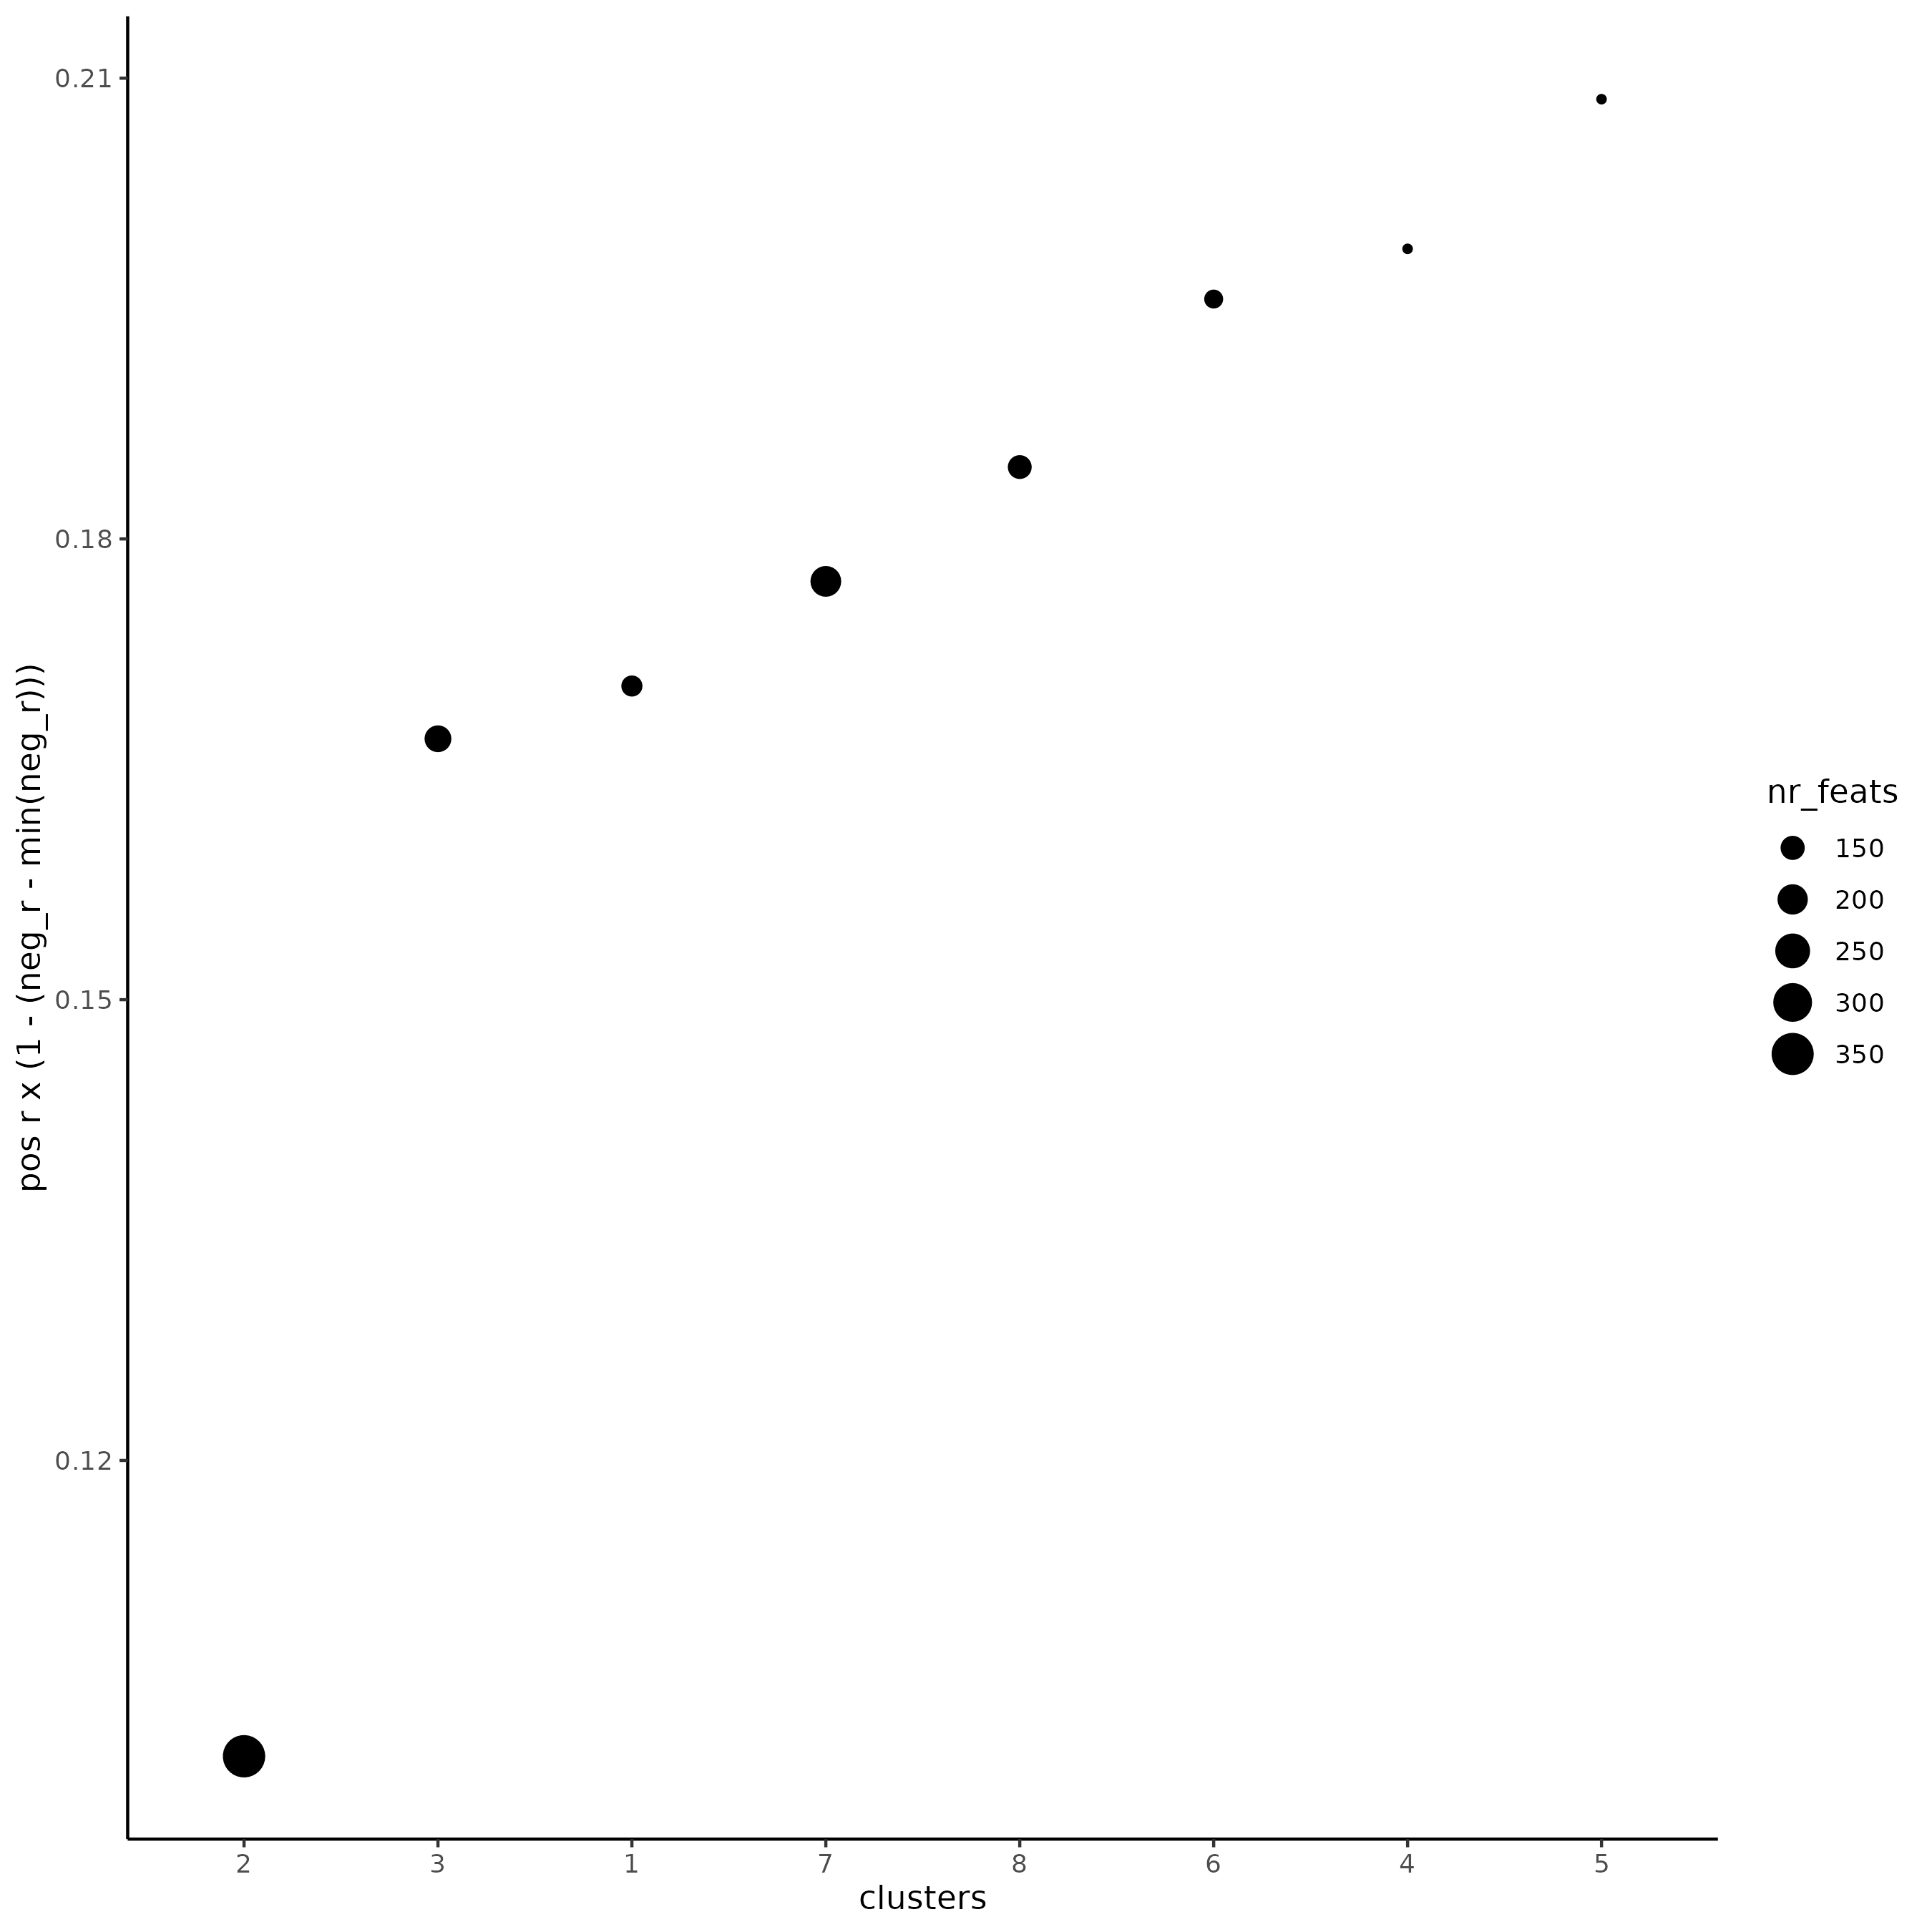 pos r x (1 - (neg_r - min(neg_r)))
0.21
0.18
0.15
0.12
2 3 1 7 8 6 4 5
clusters
nr_feats
150
200
250
300
350